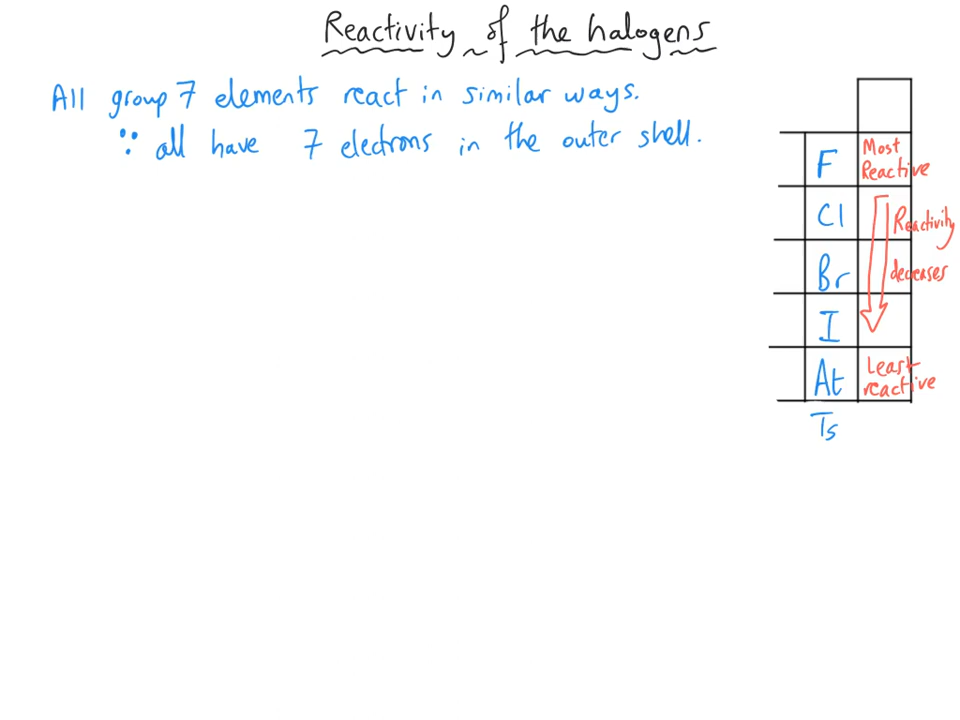 Reactivity of the halogens
All group 7 elements react in similar ways.
∵ all have 7 electrons in the outer shell.
F
Most
Reactive
Cl
Reactivity
Br
decreases
I
At
Least
reactive
Ts